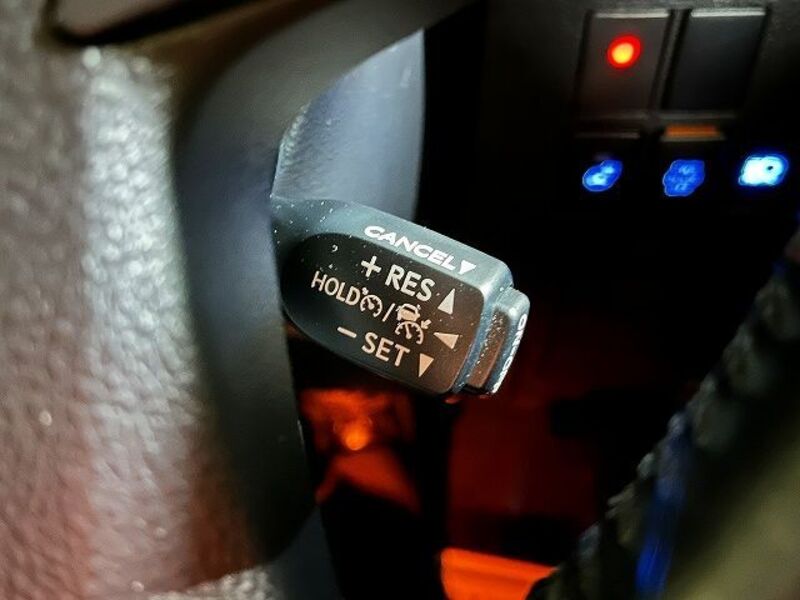 CANCEL▼
+ RES ▲
HOLD /
− SET ▼